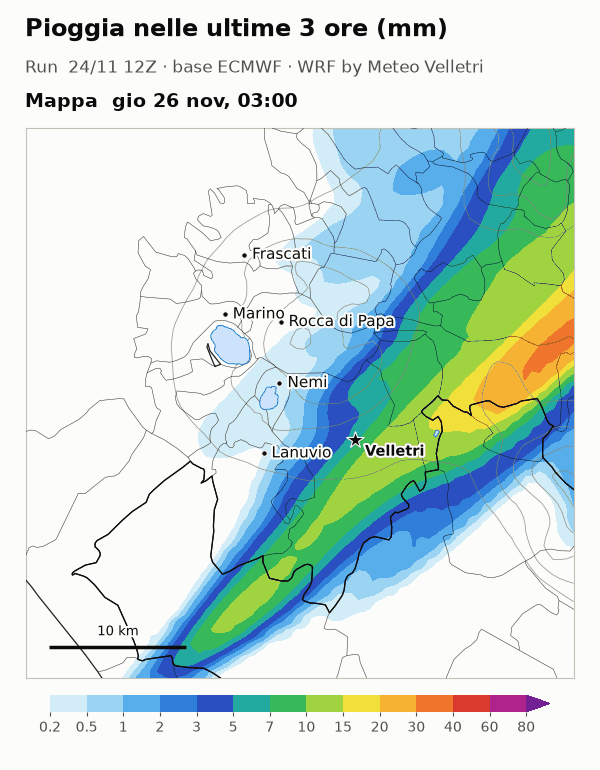 Pioggia nelle ultime 3 ore (mm)
Run  24/11 12Z · base ECMWF · WRF by Meteo Velletri
Mappa  gio 26 nov, 03:00
Frascati
Marino
Rocca di Papa
Nemi
Velletri
Lanuvio
10 km
0.2 0.5 1 2 3 5 7 10 15 20 30 40 60 80